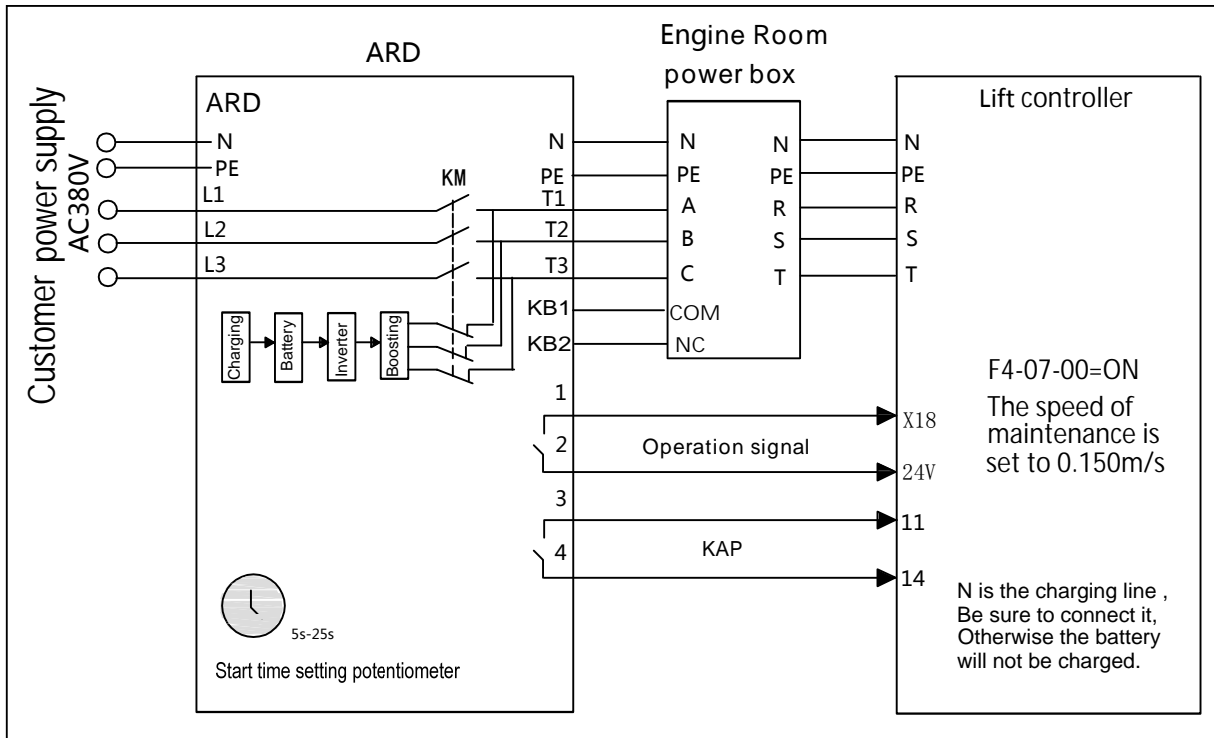 Customer power supply
AC380V
ARD
ARD
N
PE
L1
L2
L3
KM
N
PE
T1
T2
T3
KB1
KB2
Charging
Battery
Inverter
Boosting
1
2
3
4
5s-25s
Start time setting potentiometer
Engine Room
power box
N
PE
A
B
C
COM
NC
N
PE
R
S
T
Operation signal
KAP
Lift controller
N
PE
R
S
T
X18
24V
11
14
F4-07-00=ON
The speed of
maintenance is
set to 0.150m/s
N is the charging line ,
Be sure to connect it,
Otherwise the battery
will not be charged.